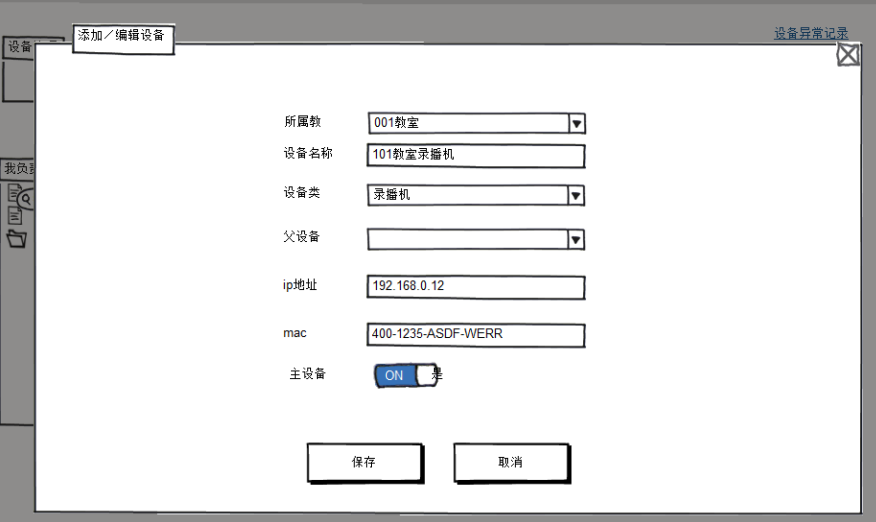 添加／编辑设备
设备异常记录
设备
所属教
001教室
设备名称
101教室录播机
我负责
设备类
录播机
父设备
ip地址
192.168.0.12
mac
400-1235-ASDF-WERR
主设备
ON
是
保存
取消